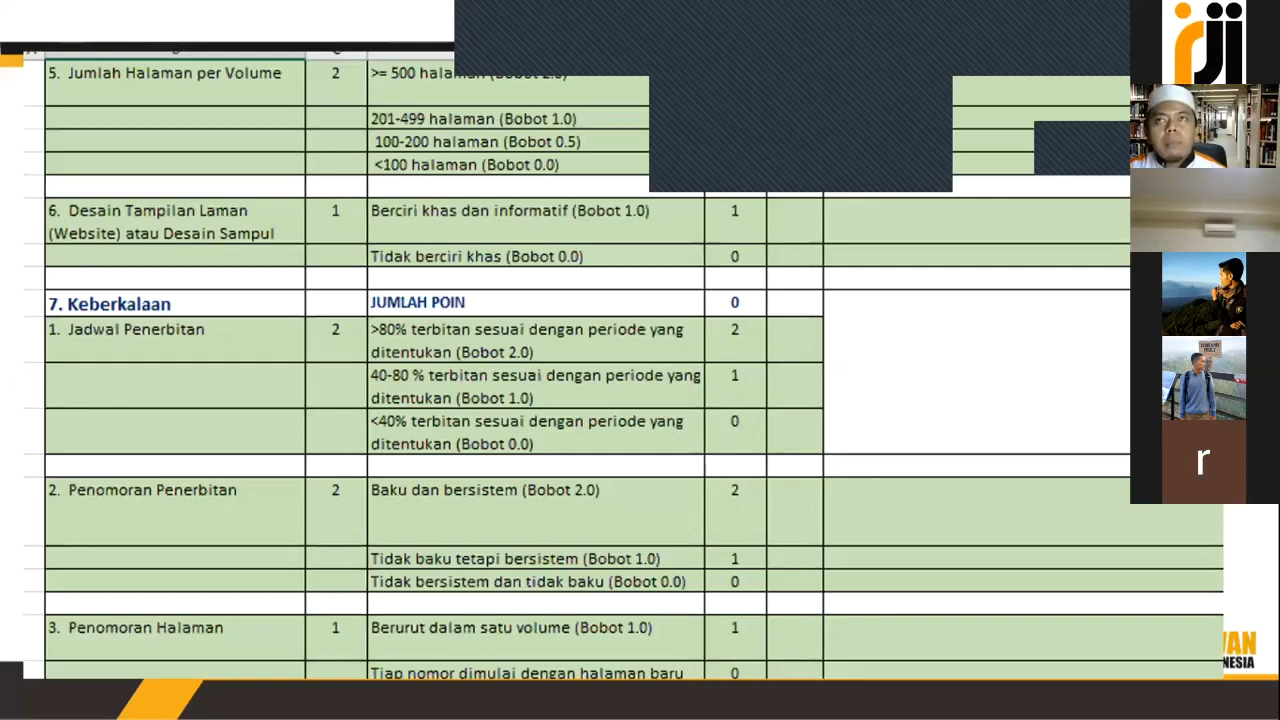 5. Jumlah Halaman per Volume 2 >= 500 halaman (Bobot 2.0)
201-499 halaman (Bobot 1.0)
100-200 halaman (Bobot 0.5)
<100 halaman (Bobot 0.0)
6. Desain Tampilan Laman 1 Berciri khas dan informatif (Bobot 1.0) 1
(Website) atau Desain Sampul
Tidak berciri khas (Bobot 0.0) 0
7. Keberkalaan JUMLAH POIN 0
1. Jadwal Penerbitan 2 >80% terbitan sesuai dengan periode yang 2
ditentukan (Bobot 2.0)
40-80 % terbitan sesuai dengan periode yang 1
ditentukan (Bobot 1.0)
<40% terbitan sesuai dengan periode yang 0
ditentukan (Bobot 0.0)
2. Penomoran Penerbitan 2 Baku dan bersistem (Bobot 2.0) 2
Tidak baku tetapi bersistem (Bobot 1.0) 1
Tidak bersistem dan tidak baku (Bobot 0.0) 0
3. Penomoran Halaman 1 Berurut dalam satu volume (Bobot 1.0) 1
Tiap nomor dimulai dengan halaman baru 0
rji
r
WAN
NESIA